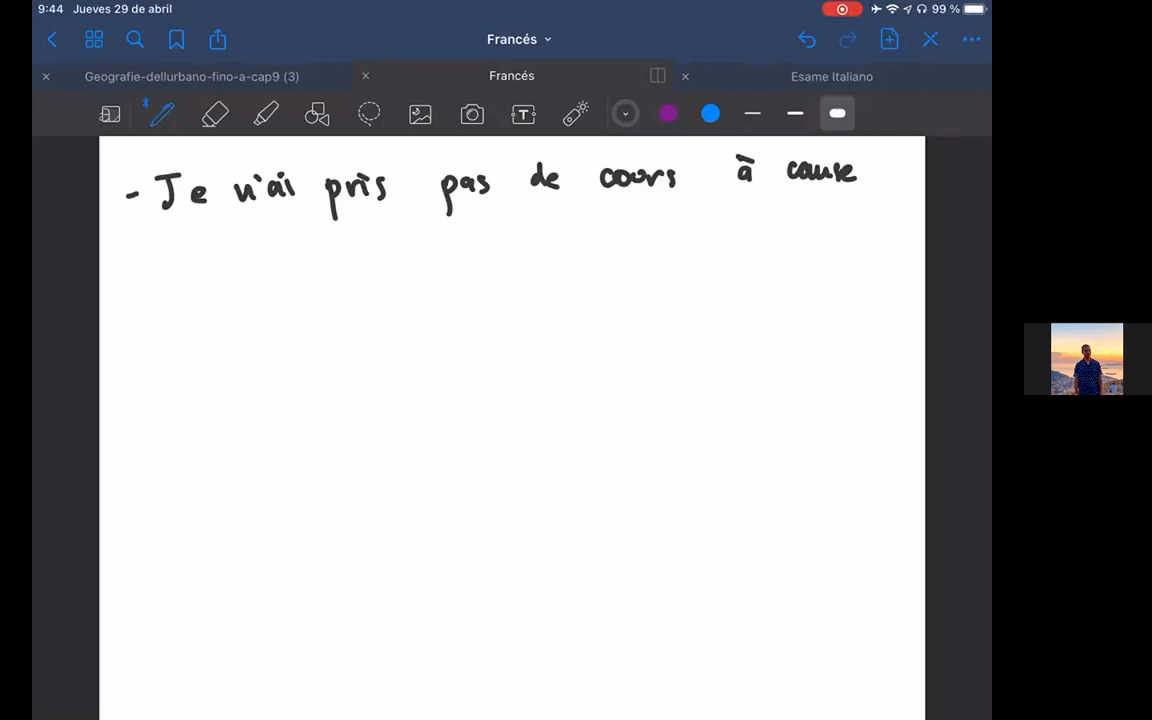 9:44 Jueves 29 de abril 99 %
Francés
Geografie-dellurbano-fino-a-cap9 (3) Francés Esame Italiano
- Je n'ai pris pas de cours à cause